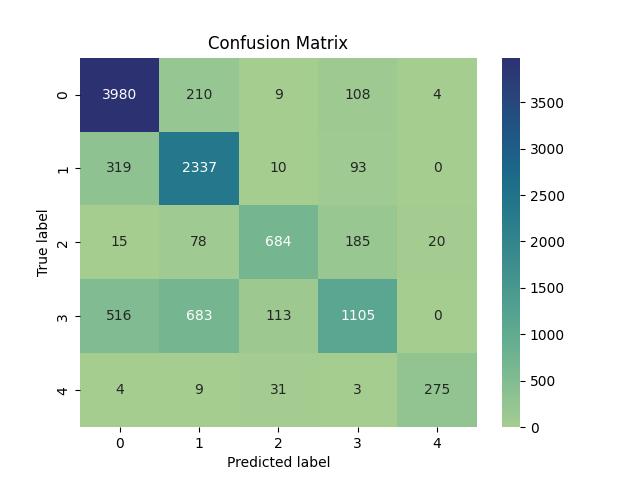 Confusion Matrix
0 3980 210 9 108 4
1 319 2337 10 93 0
2 15 78 684 185 20
3 516 683 113 1105 0
4 4 9 31 3 275
0 1 2 3 4
Predicted label
True label
3500
3000
2500
2000
1500
1000
500
0